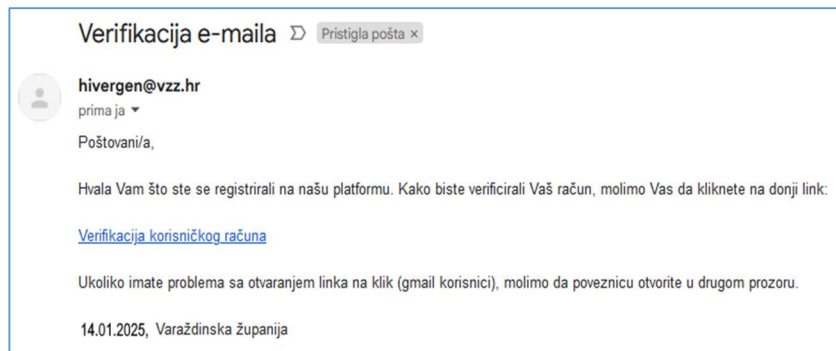 Verifikacija e-maila Pristigla pošta ×
hivergen@vzz.hr
prima ja
Poštovani/a,
Hvala Vam što ste se registrirali na našu platformu. Kako biste verificirali Vaš račun, molimo Vas da kliknete na donji link:
Verifikacija korisničkog računa
Ukoliko imate problema sa otvaranjem linka na klik (gmail korisnici), molimo da poveznicu otvorite u drugom prozoru.
14.01.2025, Varaždinska županija